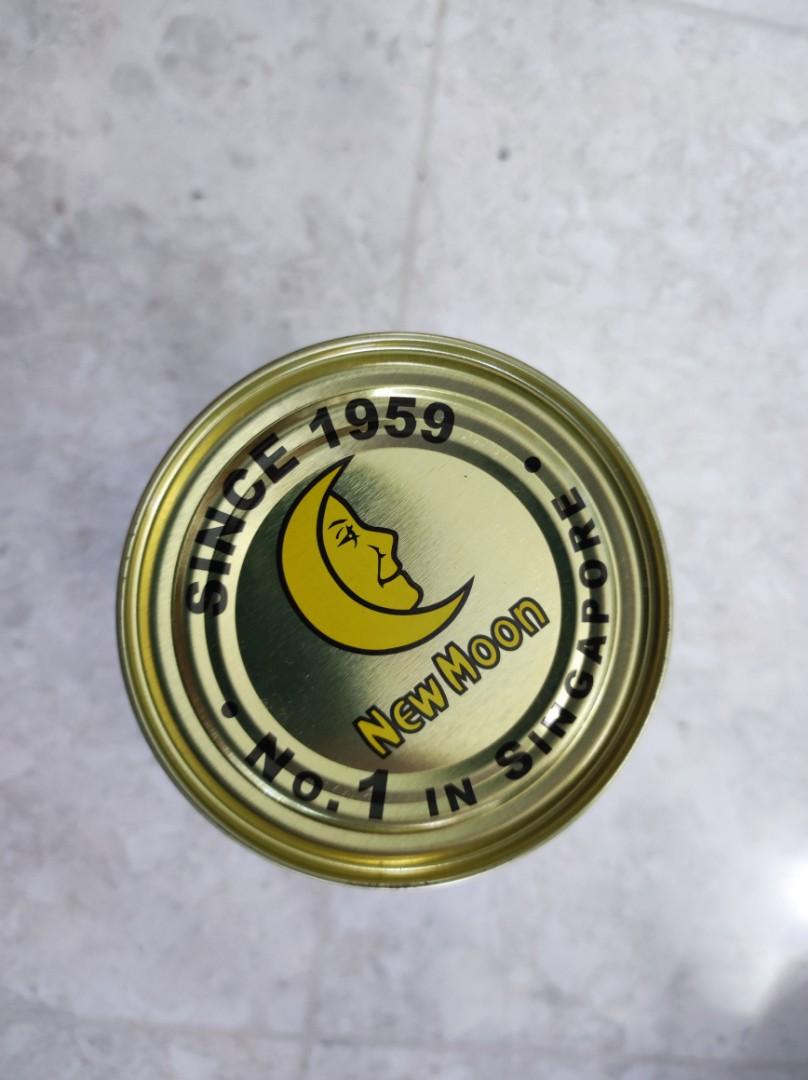 SINCE 1959
New Moon
• No. 1 IN SINGAPORE •